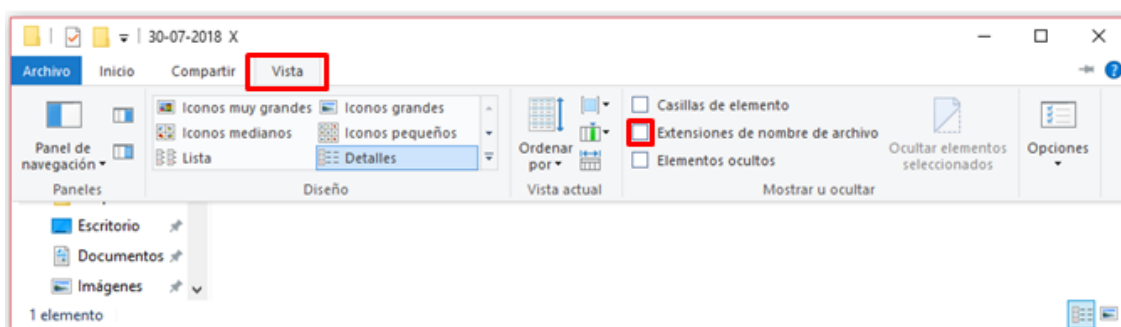 30-07-2018 X
Archivo Inicio Compartir Vista
Iconos muy grandes Iconos grandes
Iconos medianos Iconos pequeños
Lista Detalles
Panel de
navegación
Ordenar
por
Casillas de elemento
Extensiones de nombre de archivo
Elementos ocultos
Ocultar elementos
seleccionados
Opciones
Paneles Diseño Vista actual Mostrar u ocultar
Escritorio
Documentos
Imágenes
1 elemento